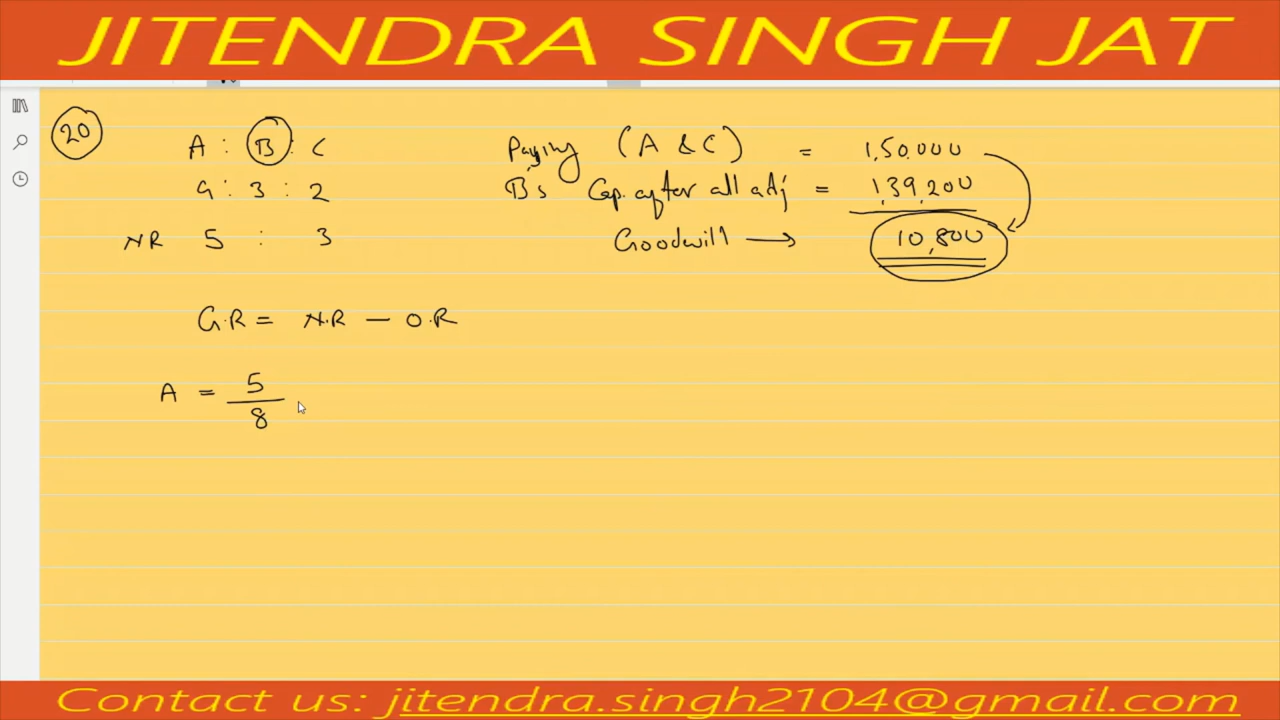 JITENDRA SINGH JAT
20
A : B : C
4 : 3 : 2
NR 5 : 3
Paying (A & C) = 1,50,000
B's Cap. after all adj = 1,39,200
Goodwill → 10,800
G.R = N.R — O.R
A = 5/8
Contact us: jitendra.singh2104@gmail.com